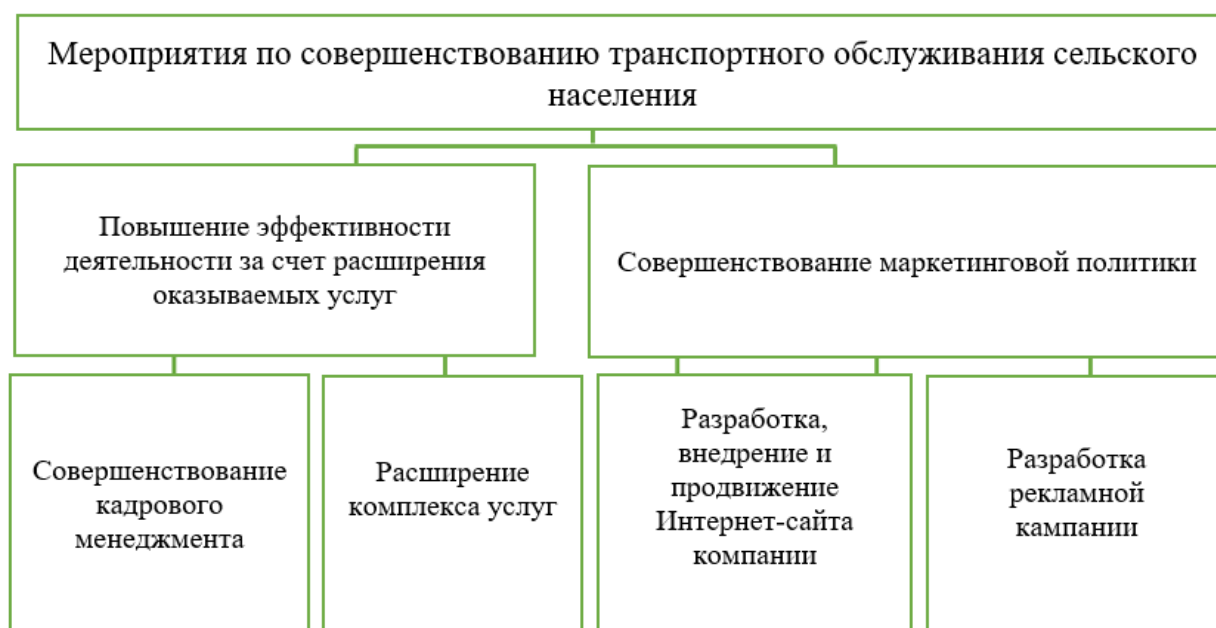 Мероприятия по совершенствованию транспортного обслуживания сельского
населения
Повышение эффективности
деятельности за счет расширения
оказываемых услуг
Совершенствование маркетинговой политики
Совершенствование
кадрового
менеджмента
Расширение
комплекса услуг
Разработка,
внедрение и
продвижение
Интернет-сайта
компании
Разработка
рекламной
кампании